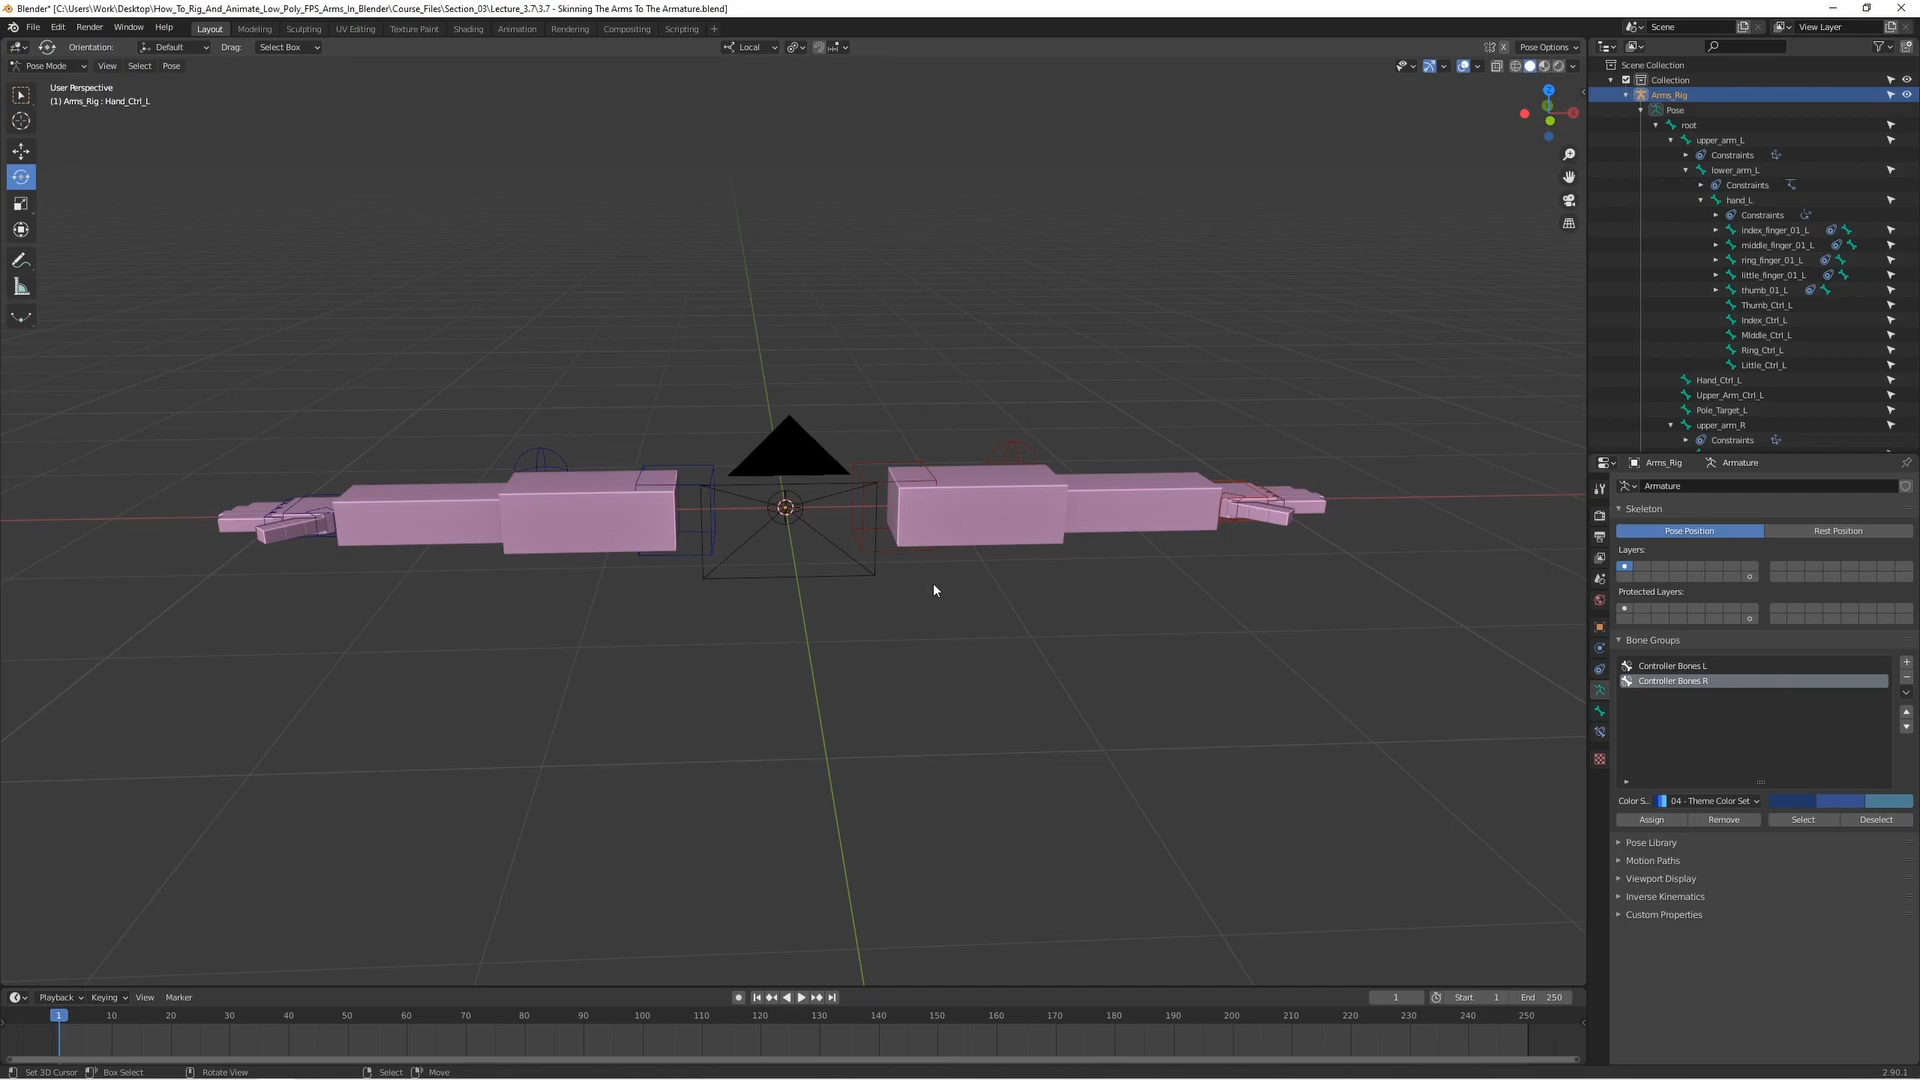 Blender* [C:\Users\Work\Desktop\How_To_Rig_And_Animate_Low_Poly_FPS_Arms_In_Blender\Course_Files\Section_03\Lecture_3.7\3.7 - Skinning The Arms To The Armature.blend]
File Edit Render Window Help Layout Modeling Sculpting UV Editing Texture Paint Shading Animation Rendering Compositing Scripting + Scene View Layer
Orientation: Default Drag: Select Box Local X Pose Options
Pose Mode View Select Pose
User Perspective
(1) Arms_Rig : Hand_Ctrl_L
Z
X
Scene Collection
Collection
Arms_Rig
Pose
root
upper_arm_L
Constraints
lower_arm_L
Constraints
hand_L
Constraints
index_finger_01_L
middle_finger_01_L
ring_finger_01_L
little_finger_01_L
thumb_01_L
Thumb_Ctrl_L
Index_Ctrl_L
MIddle_Ctrl_L
Ring_Ctrl_L
Little_Ctrl_L
Hand_Ctrl_L
Upper_Arm_Ctrl_L
Pole_Target_L
upper_arm_R
Constraints
Arms_Rig Armature
Armature
Skeleton
Pose Position Rest Position
Layers:
Protected Layers:
Bone Groups
Controller Bones L
Controller Bones R
Color S.. 04 - Theme Color Set
Assign Remove Select Deselect
Pose Library
Motion Paths
Viewport Display
Inverse Kinematics
Custom Properties
Playback Keying View Marker 1 Start 1 End 250
1 10 20 30 40 50 60 70 80 90 100 110 120 130 140 150 160 170 180 190 200 210 220 230 240 250
Set 3D Cursor Box Select Rotate View Select Move 2.90.1